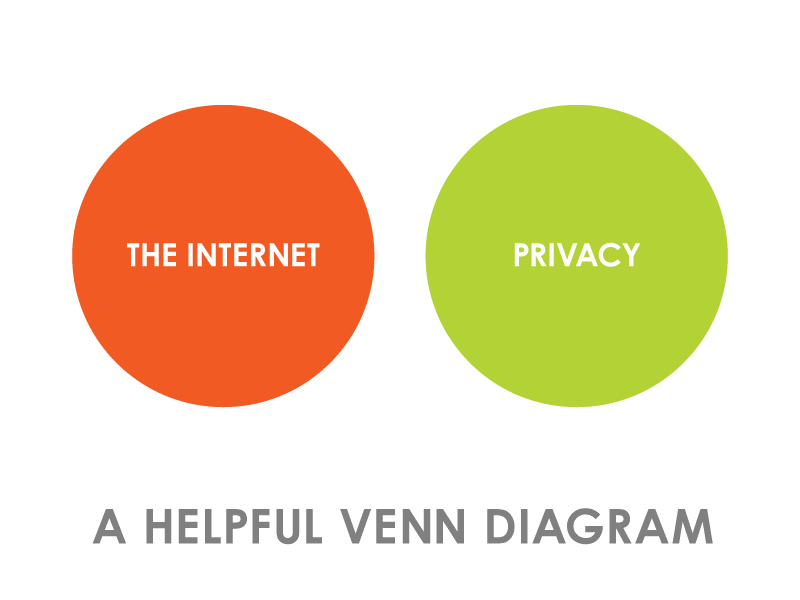 THE INTERNET
PRIVACY
A HELPFUL VENN DIAGRAM